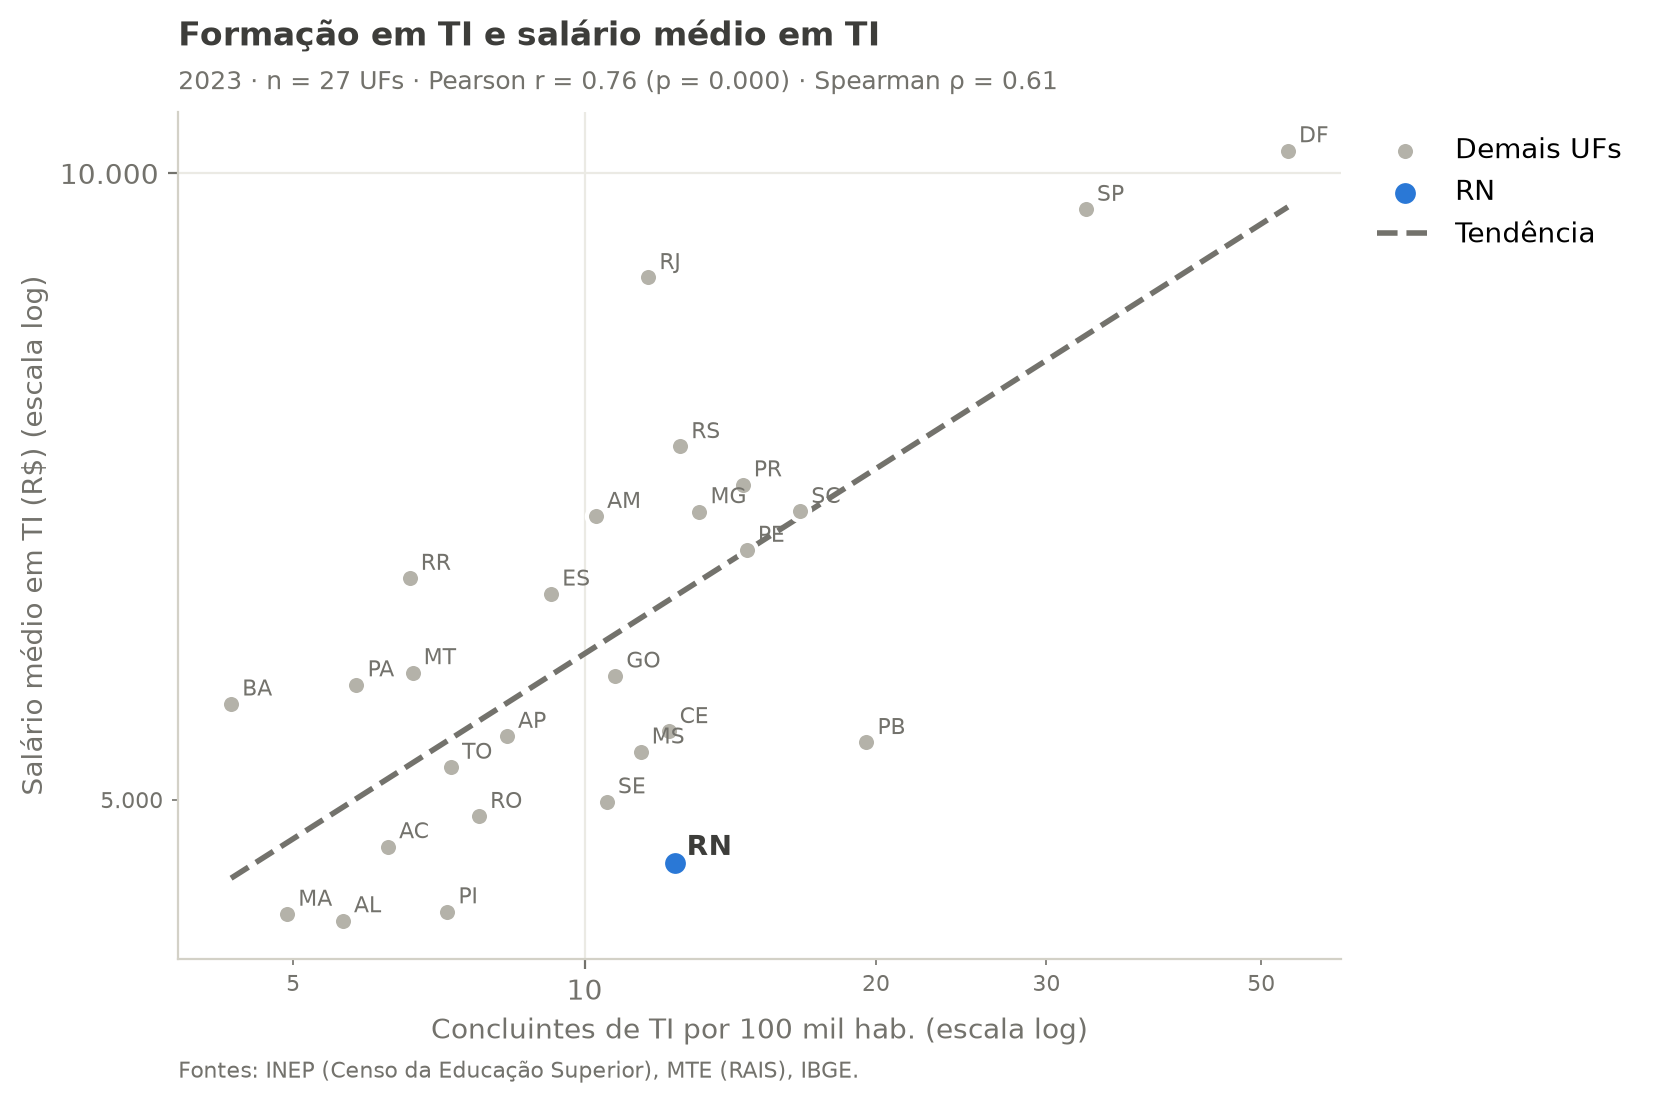 Formação em TI e salário médio em TI
2023 · n = 27 UFs · Pearson r = 0.76 (p = 0.000) · Spearman ρ = 0.61
Demais UFs
RN
Tendência
Salário médio em TI (R$) (escala log)
10.000
5.000
DF
SP
RJ
RS
PR
MG
SC
AM
PE
RR
ES
MT
PA
GO
BA
CE
AP
PB
MS
TO
SE
RO
AC
RN
PI
MA
AL
5
10
20
30
50
Concluintes de TI por 100 mil hab. (escala log)
Fontes: INEP (Censo da Educação Superior), MTE (RAIS), IBGE.